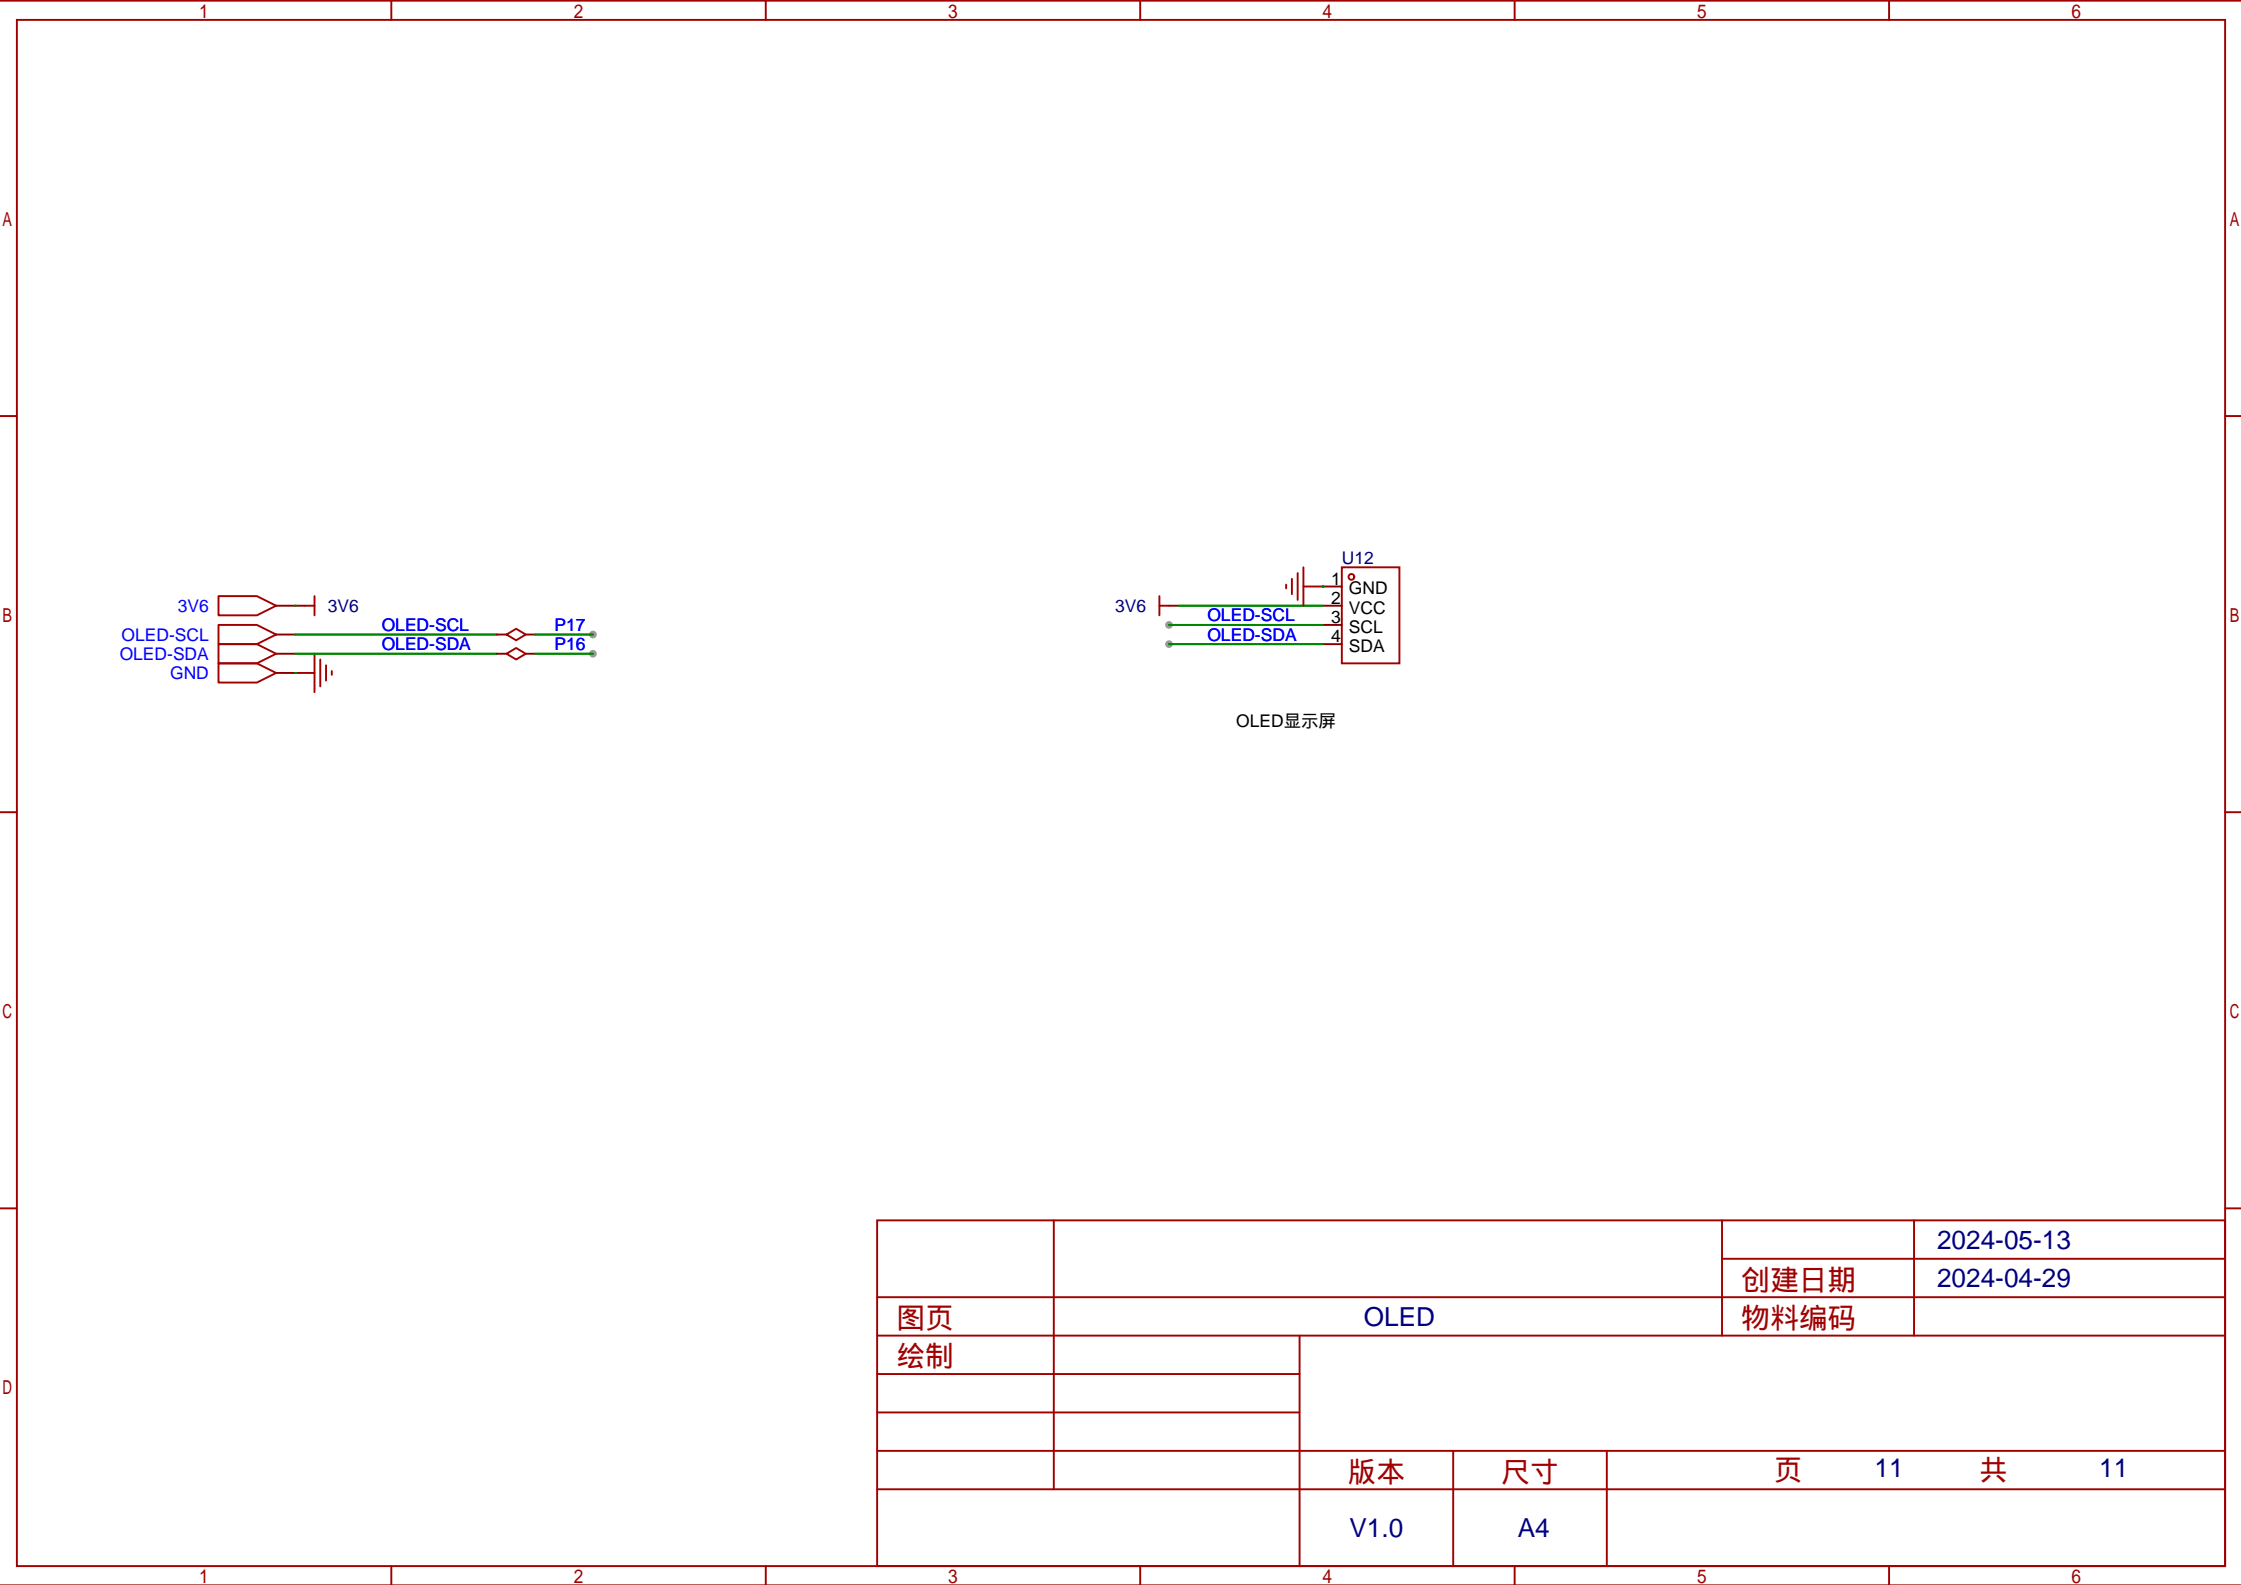 1 2 3 4 5 6
A A
U12
1 GND
3V6 3V6
3V6 2 VCC
OLED-SCL 3 SCL
OLED-SDA 4 SDA
OLED-SCL OLED-SCL P17
OLED-SDA OLED-SDA P16
GND
B B
OLED显示屏
C C
2024-05-13
创建日期 2024-04-29
图页 OLED 物料编码
绘制
D
版本 尺寸 页 11 共 11
V1.0 A4
1 2 3 4 5 6